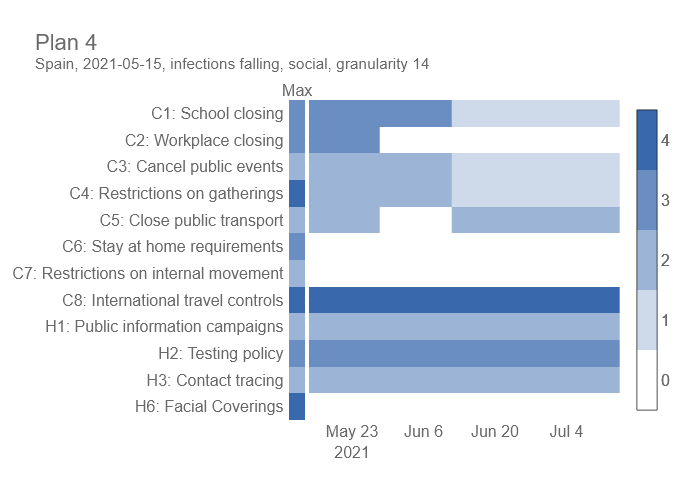 Plan 4
Spain, 2021-05-15, infections falling, social, granularity 14
Max
C1: School closing
C2: Workplace closing
C3: Cancel public events
C4: Restrictions on gatherings
C5: Close public transport
C6: Stay at home requirements
C7: Restrictions on internal movement
C8: International travel controls
H1: Public information campaigns
H2: Testing policy
H3: Contact tracing
H6: Facial Coverings
May 23 Jun 6 Jun 20 Jul 4
2021
4
3
2
1
0